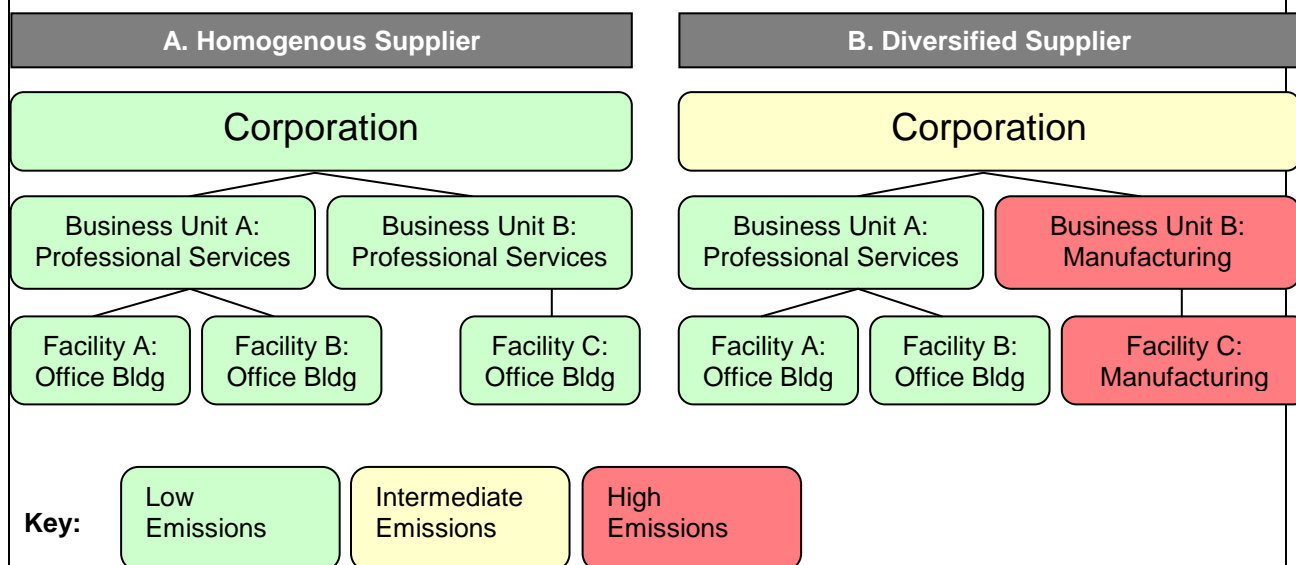 A. Homogenous Supplier
B. Diversified Supplier
Corporation
Corporation
Business Unit A:
Professional Services
Business Unit B:
Professional Services
Business Unit A:
Professional Services
Business Unit B:
Manufacturing
Facility A:
Office Bldg
Facility B:
Office Bldg
Facility C:
Office Bldg
Facility A:
Office Bldg
Facility B:
Office Bldg
Facility C:
Manufacturing
Key:
Low
Emissions
Intermediate
Emissions
High
Emissions